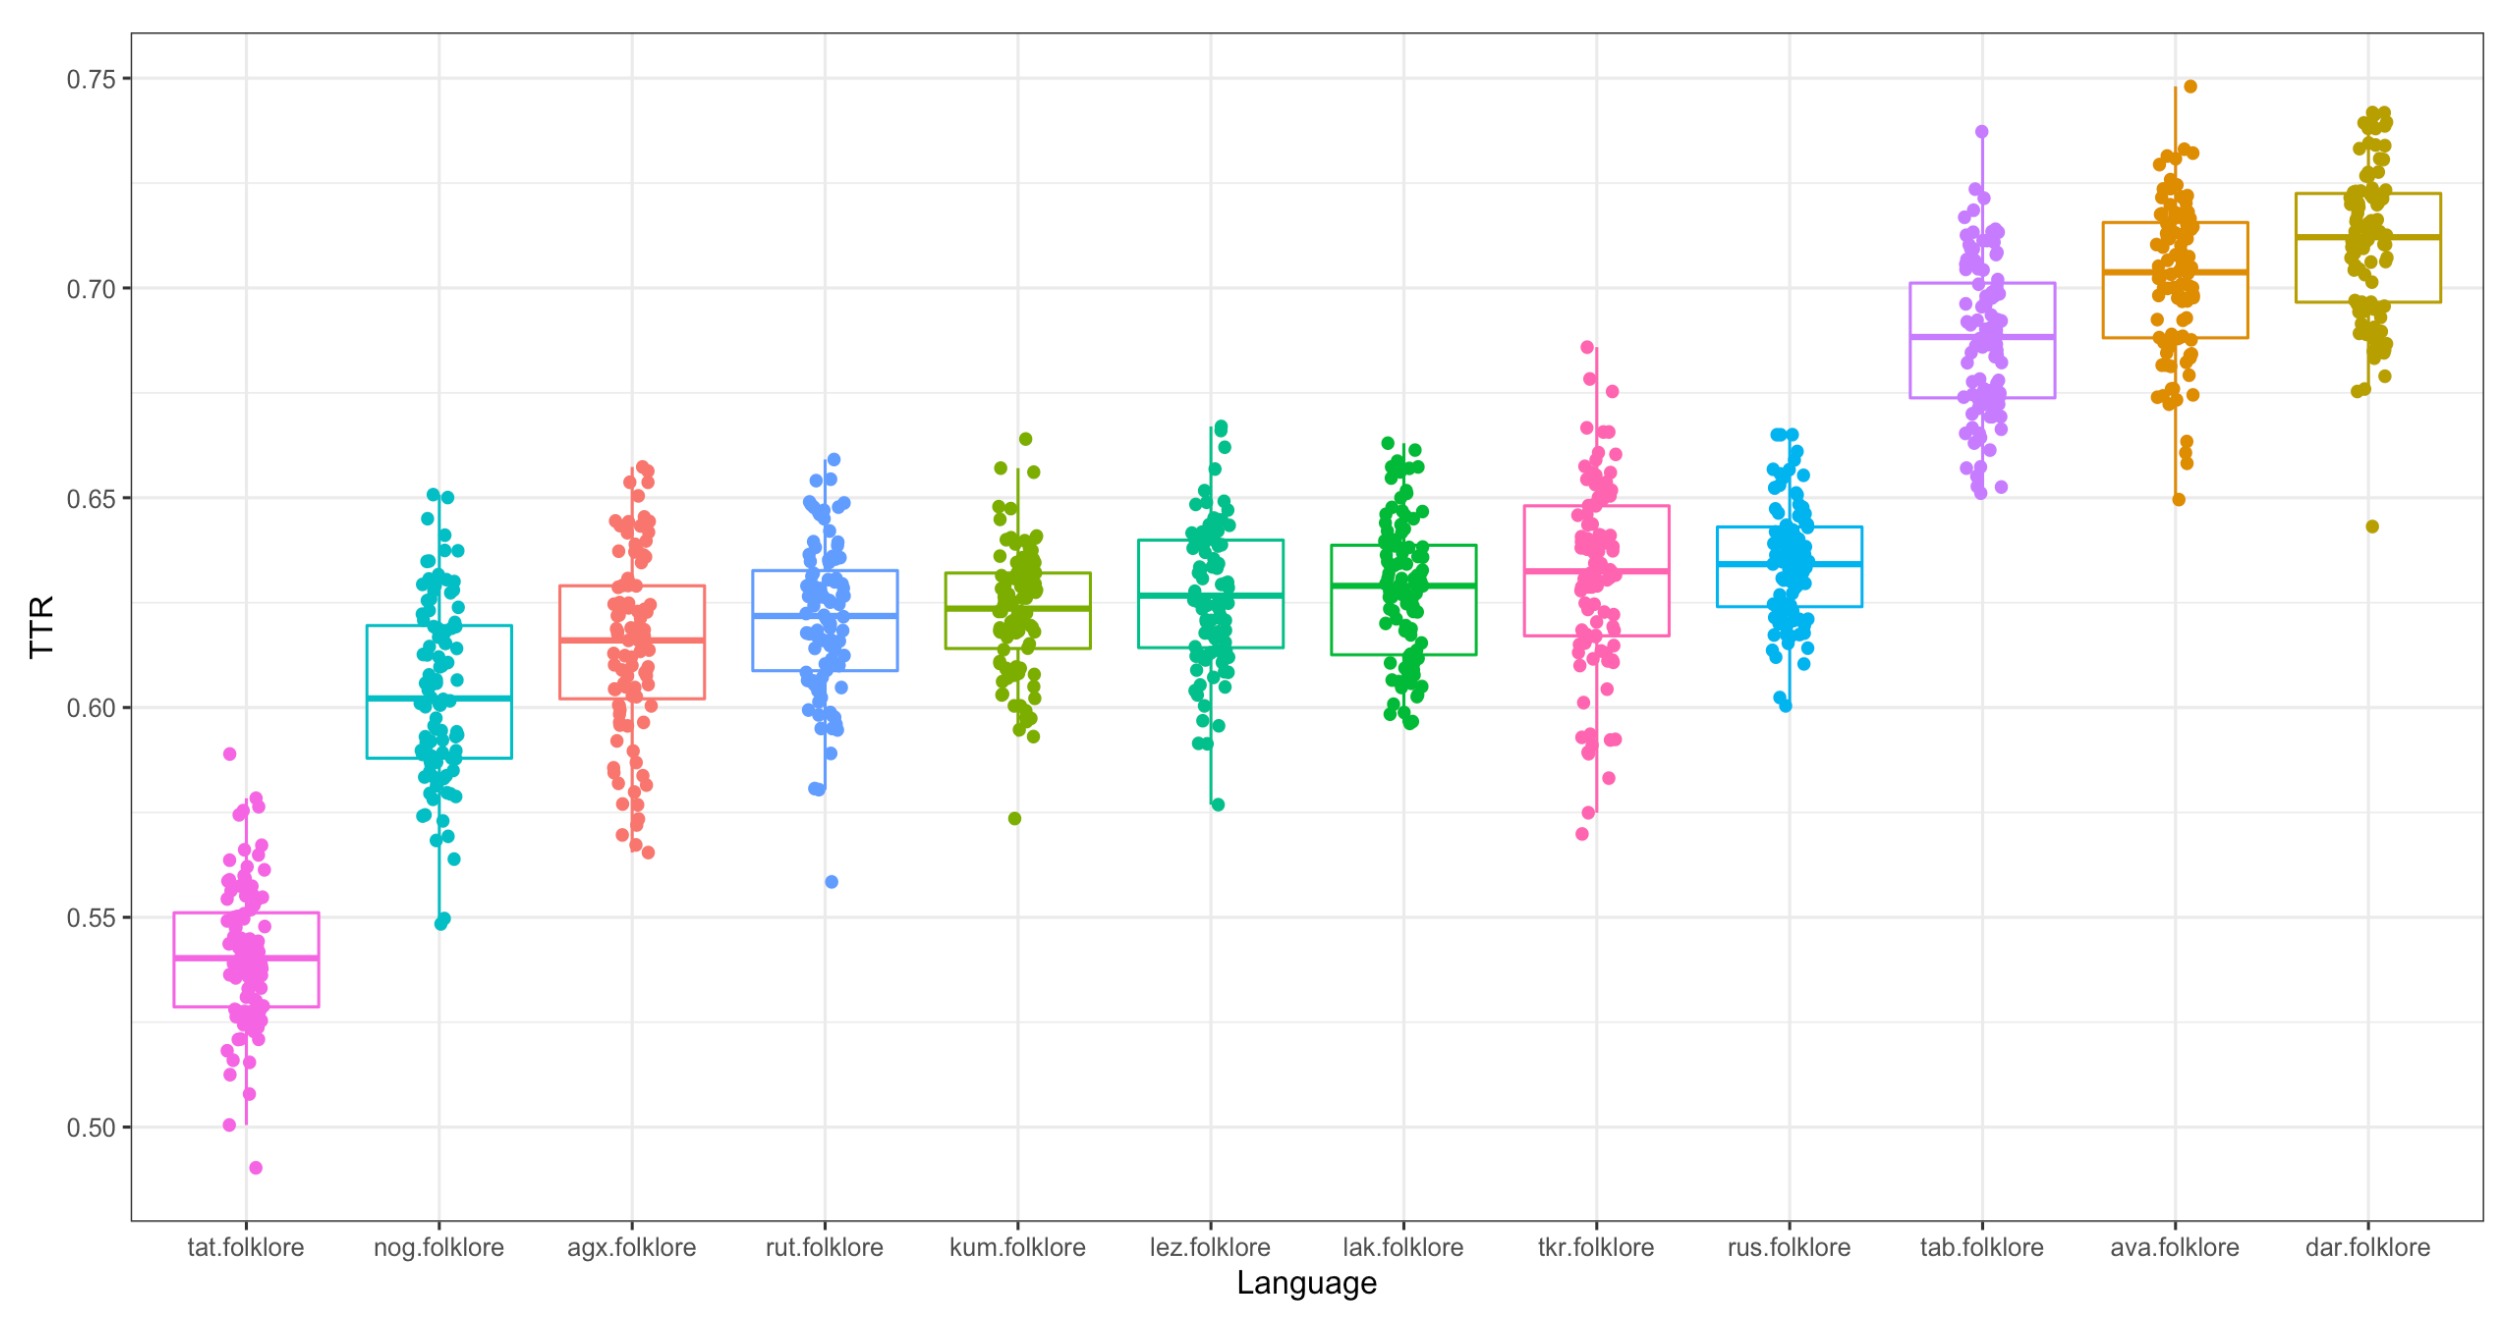 0.75
0.70
0.65
0.60
0.55
0.50
TTR
tat.folklore nog.folklore agx.folklore rut.folklore kum.folklore lez.folklore lak.folklore tkr.folklore rus.folklore tab.folklore ava.folklore dar.folklore
Language